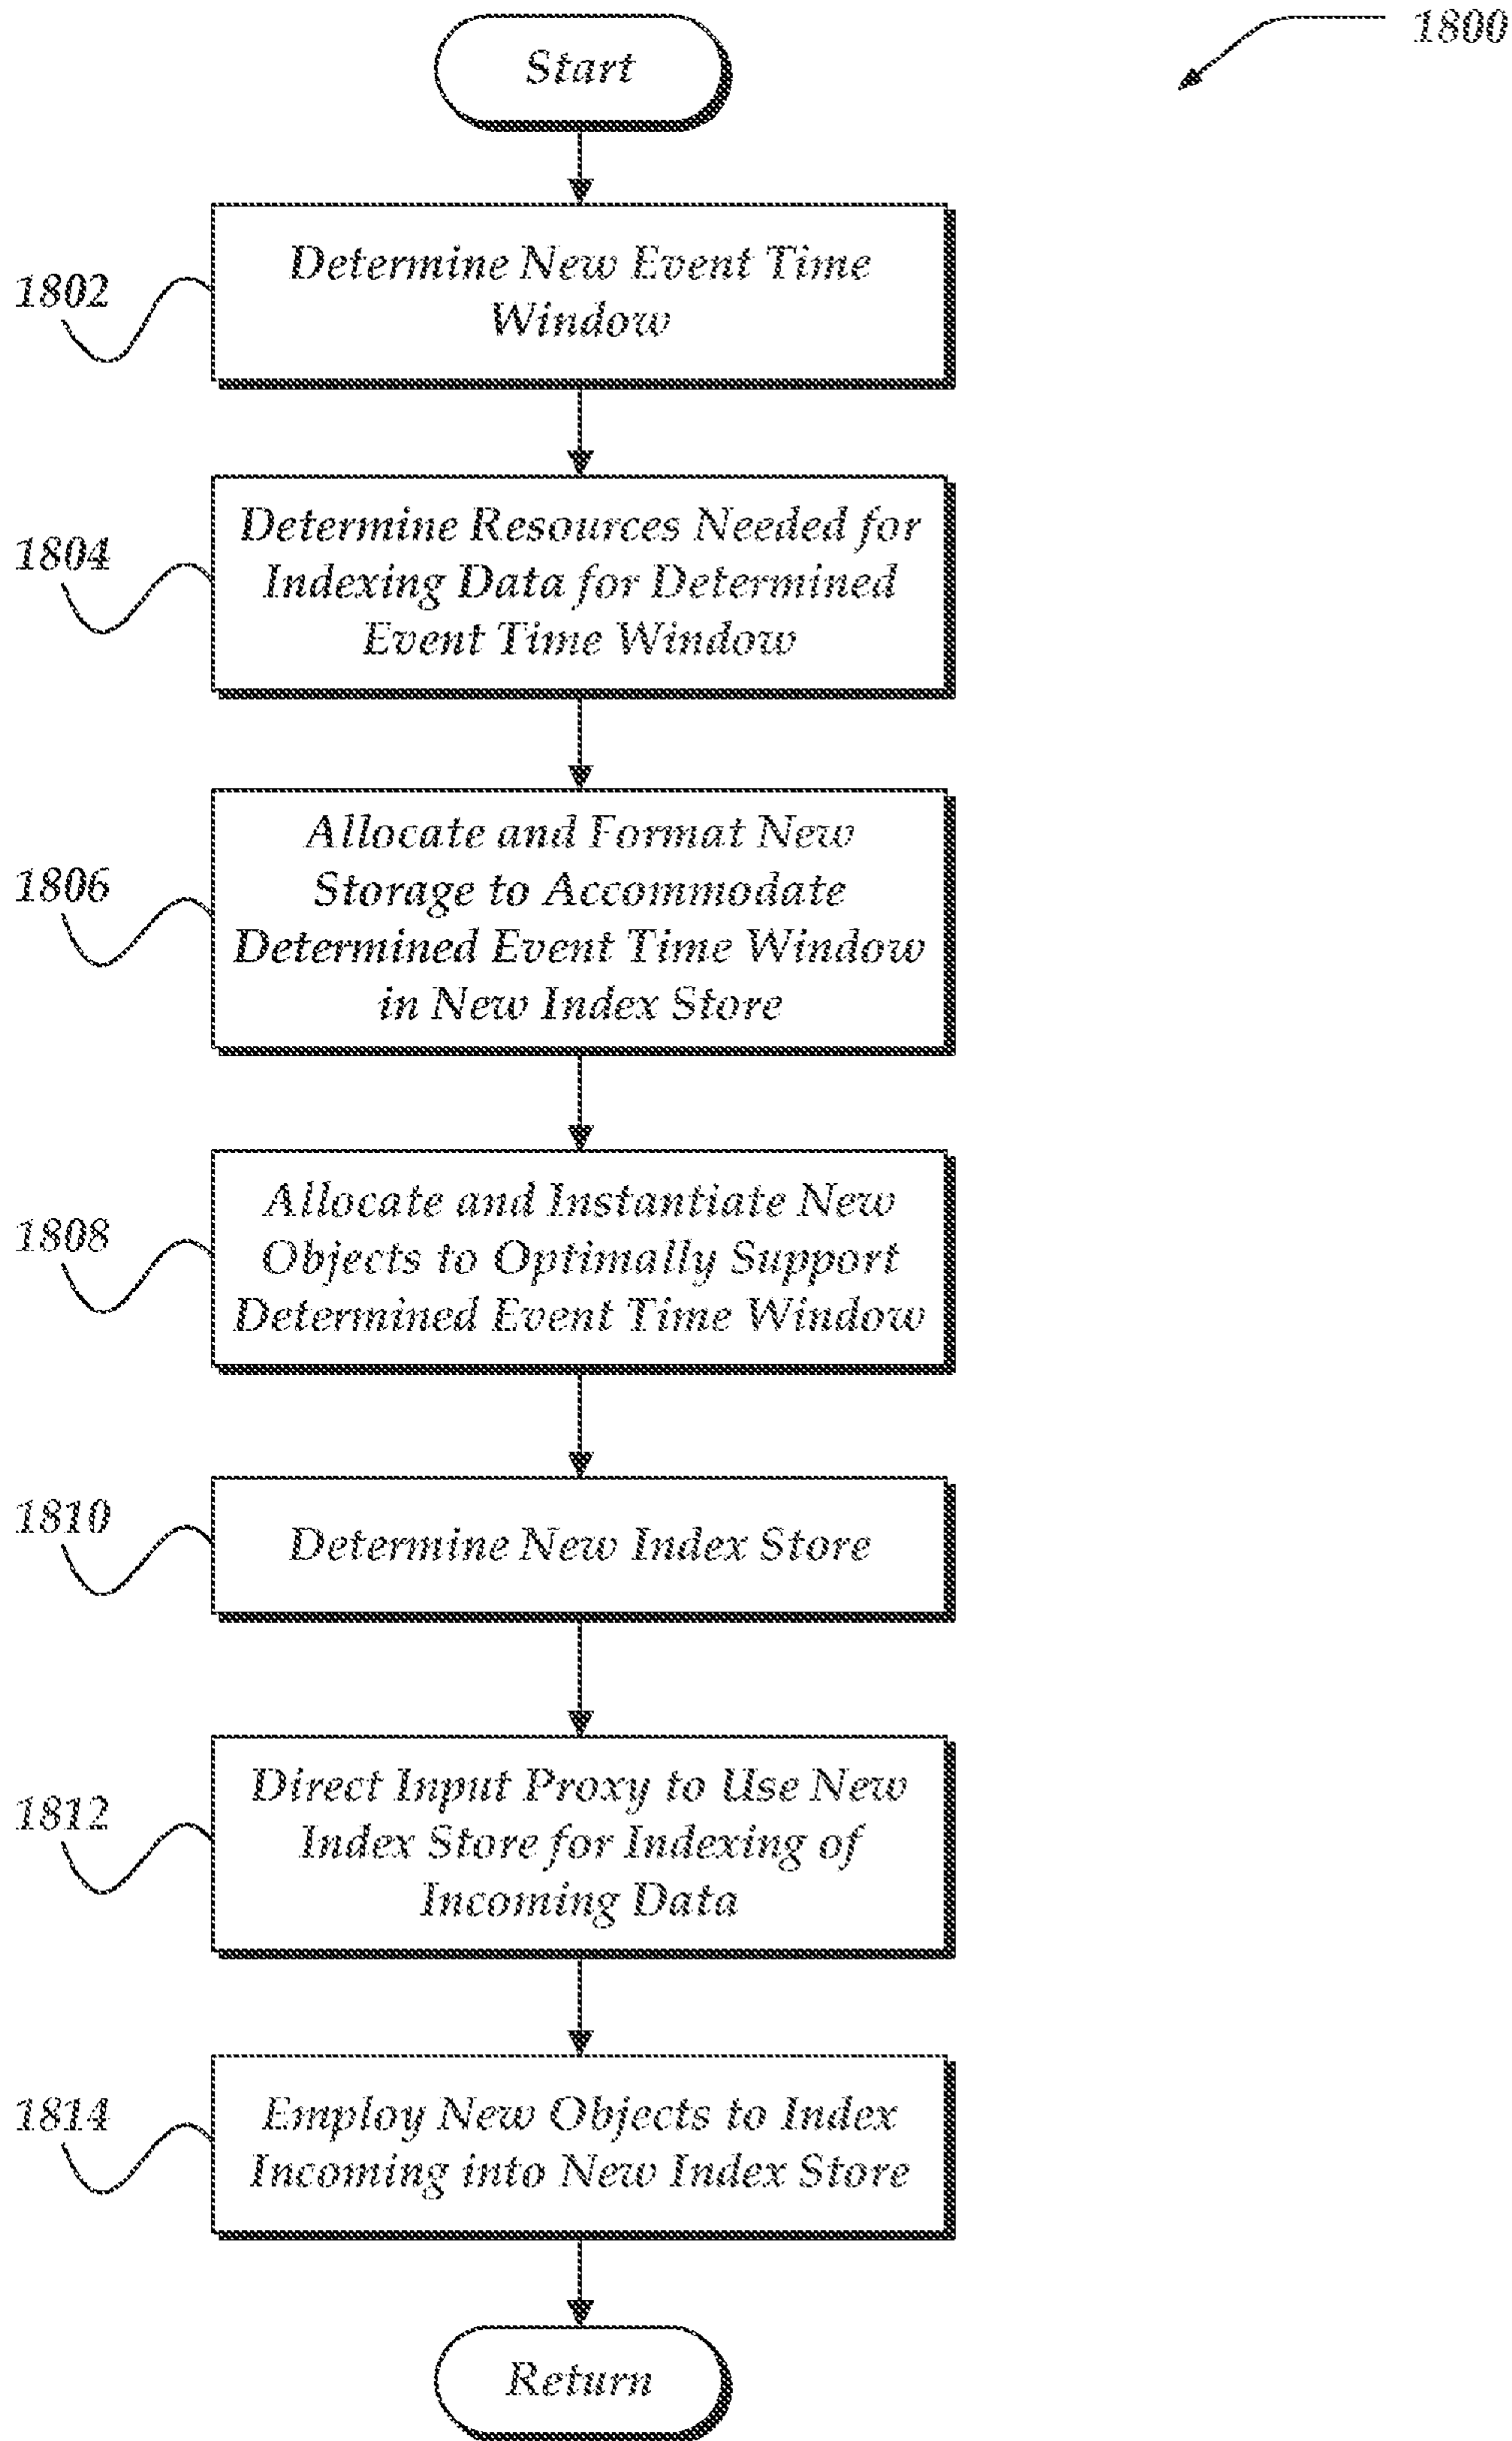 1800
Start
1802
Determine New Event Time
Window
1804
Determine Resources Needed for
Indexing Data for Determined
Event Time Window
1806
Allocate and Format New
Storage to Accommodate
Determined Event Time Window
in New Index Store
1808
Allocate and Instantiate New
Objects to Optimally Support
Determined Event Time Window
1810
Determine New Index Store
1812
Direct Input Proxy to Use New
Index Store for Indexing of
Incoming Data
1814
Employ New Objects to Index
Incoming into New Index Store
Return